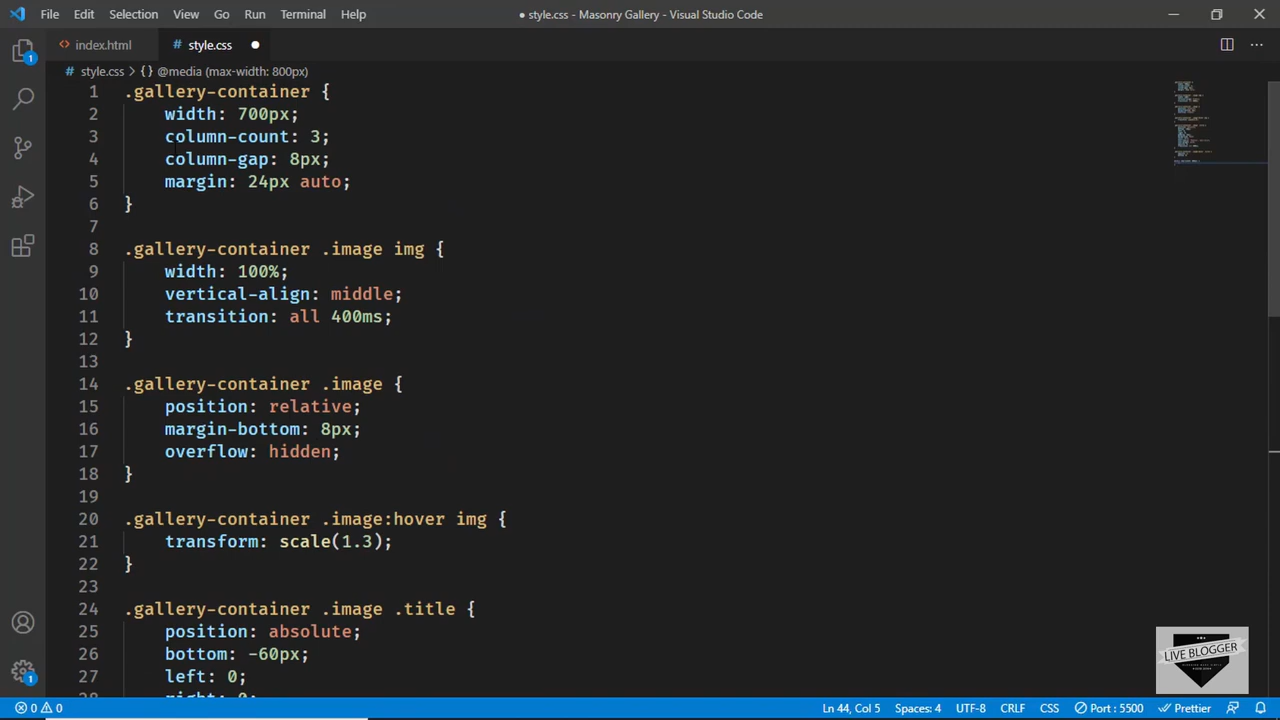 File Edit Selection View Go Run Terminal Help
● style.css - Masonry Gallery - Visual Studio Code
index.html
# style.css ●
# style.css > {} @media (max-width: 800px)
1 .gallery-container {
2 width: 700px;
3 column-count: 3;
4 column-gap: 8px;
5 margin: 24px auto;
6 }
7
8 .gallery-container .image img {
9 width: 100%;
10 vertical-align: middle;
11 transition: all 400ms;
12 }
13
14 .gallery-container .image {
15 position: relative;
16 margin-bottom: 8px;
17 overflow: hidden;
18 }
19
20 .gallery-container .image:hover img {
21 transform: scale(1.3);
22 }
23
24 .gallery-container .image .title {
25 position: absolute;
26 bottom: -60px;
27 left: 0;
28 right: 0;
1
1
LIVE BLOGGER
0 0 Ln 44, Col 5 Spaces: 4 UTF-8 CRLF CSS Port : 5500 Prettier